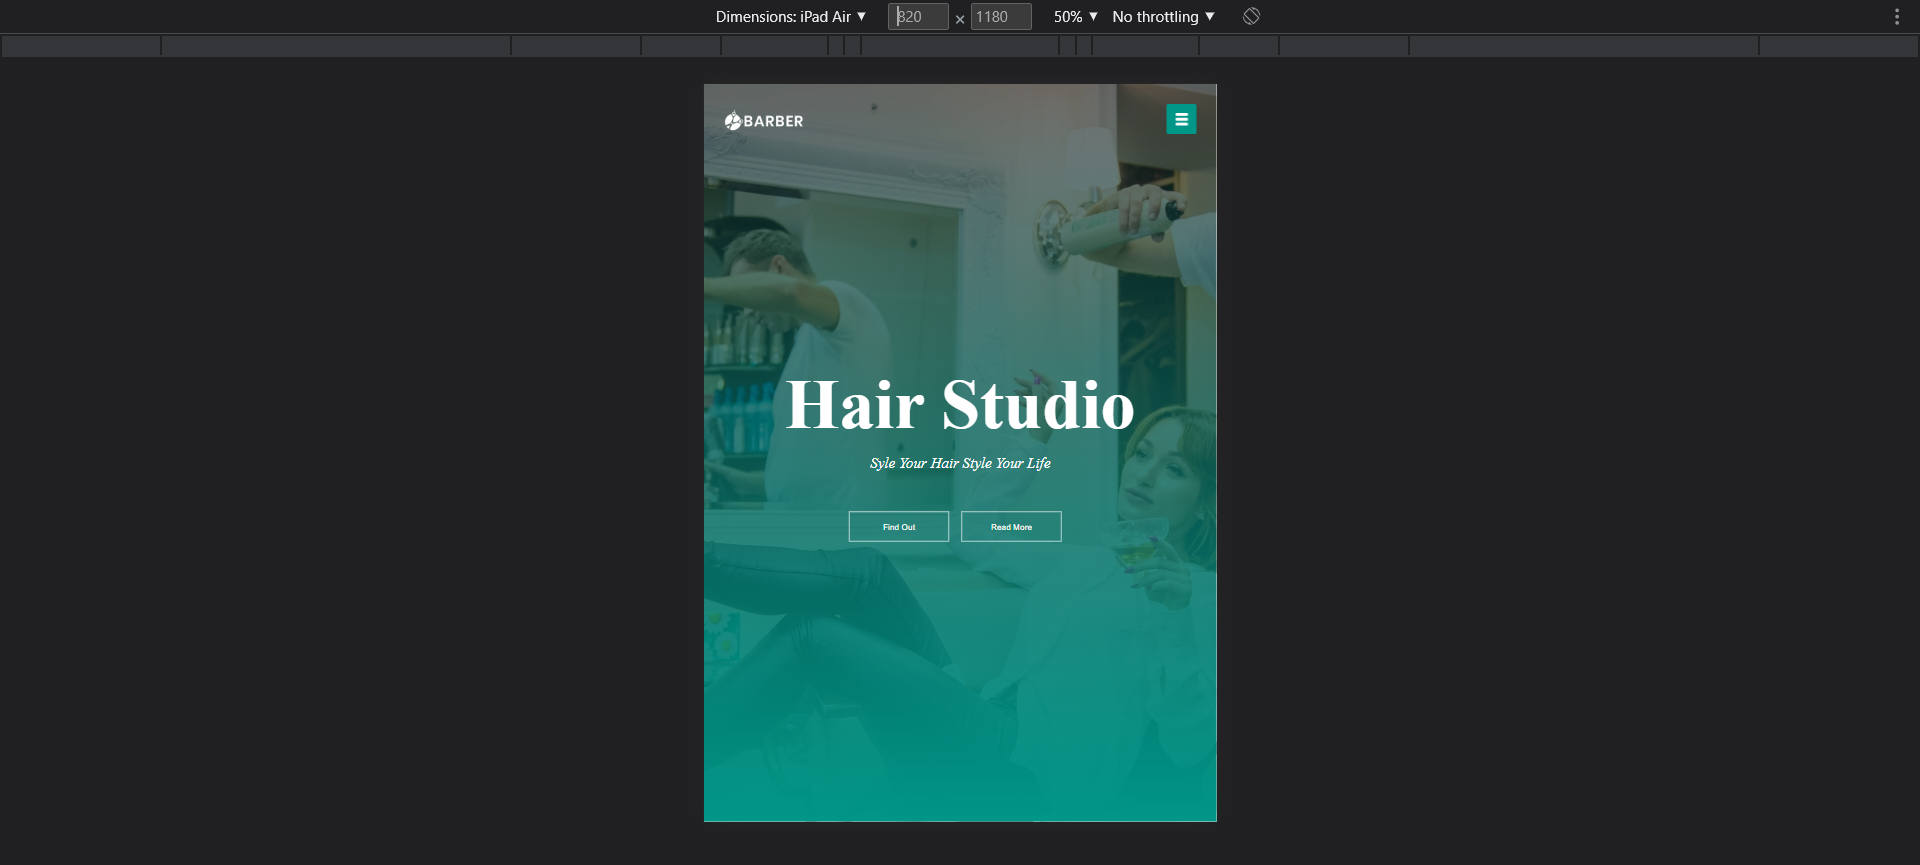 Dimensions: iPad Air ▼ 820 × 1180 50% ▼ No throttling ▼
BARBER
Hair Studio
Syle Your Hair Style Your Life
Find Out Read More